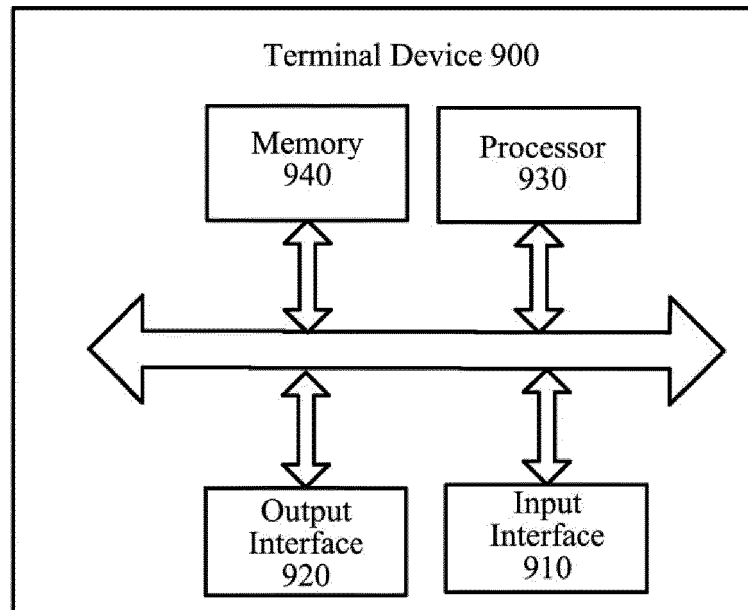 Terminal Device 900
Memory
940
Processor
930
Output
Interface
920
Input
Interface
910